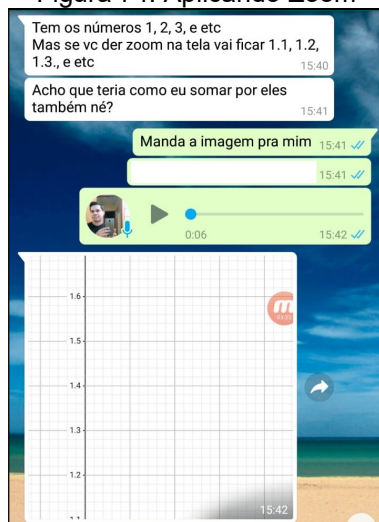 Figura 14: Aplicando Zoom
Tem os números 1, 2, 3, e etc
Mas se vc der zoom na tela vai ficar 1.1, 1.2,
1.3., e etc
15:40
Acho que teria como eu somar por eles
também né?
15:41
Manda a imagem pra mim 15:41
15:41
0:06 15:42
1.6
1.5
1.4
1.3
1.2
1.1
15:42